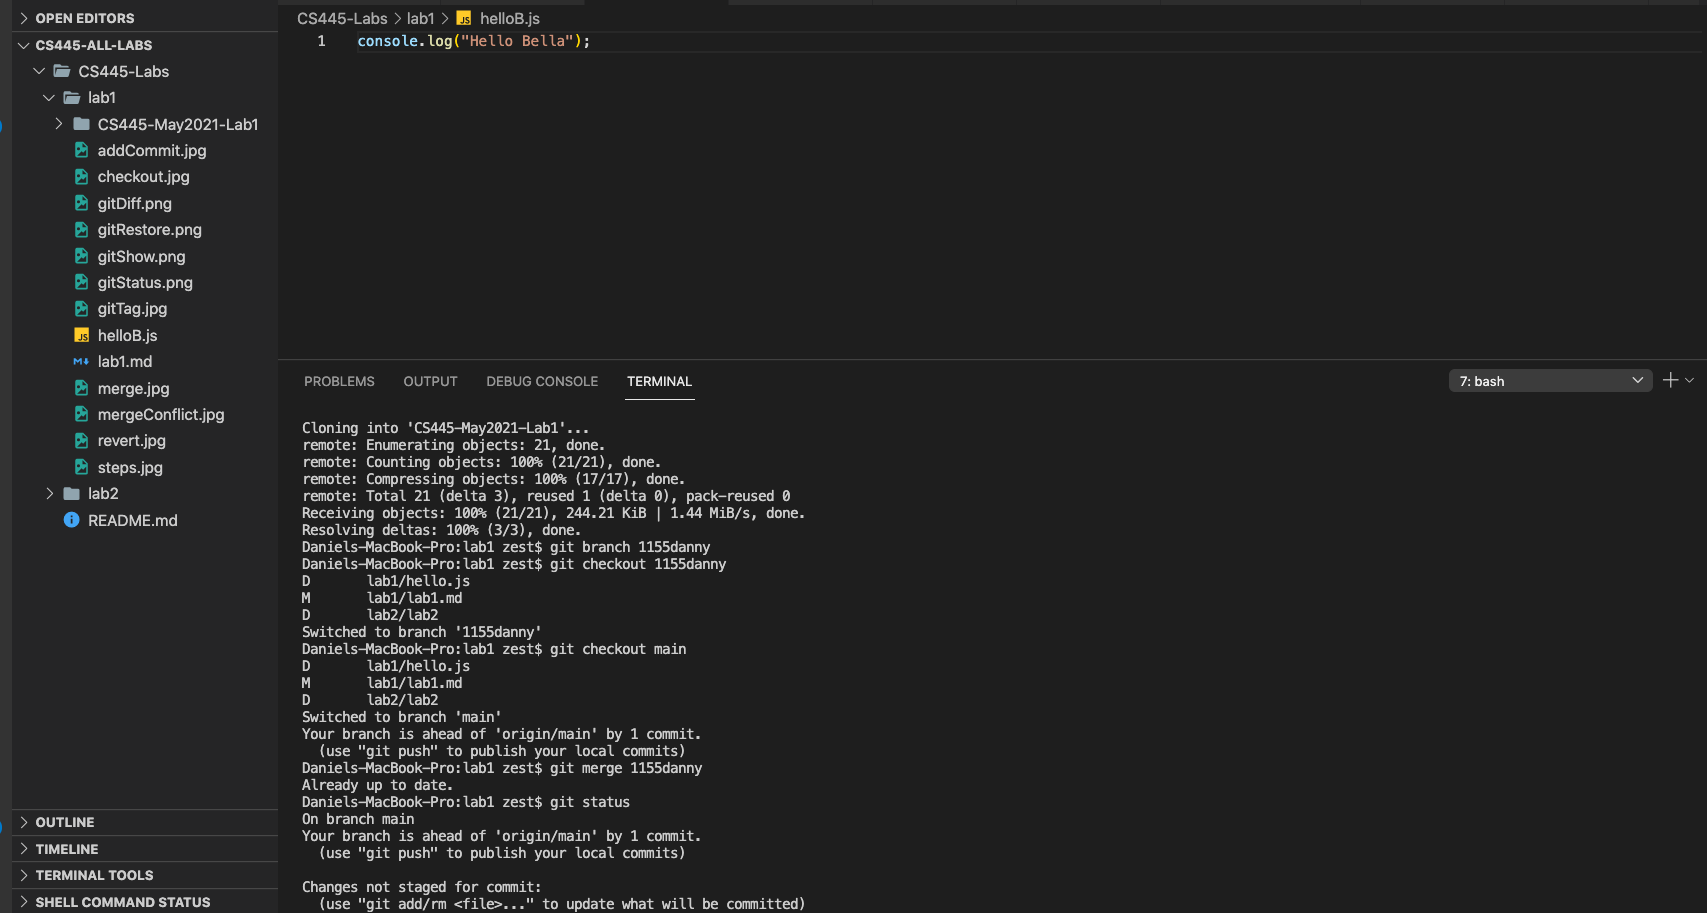 OPEN EDITORS
CS445-ALL-LABS
CS445-Labs
lab1
CS445-May2021-Lab1
addCommit.jpg
checkout.jpg
gitDiff.png
gitRestore.png
gitShow.png
gitStatus.png
gitTag.jpg
JS helloB.js
M lab1.md
merge.jpg
mergeConflict.jpg
revert.jpg
steps.jpg
lab2
README.md
OUTLINE
TIMELINE
TERMINAL TOOLS
SHELL COMMAND STATUS
CS445-Labs > lab1 > JS helloB.js
1 console.log("Hello Bella");
PROBLEMS OUTPUT DEBUG CONSOLE TERMINAL 7: bash
Cloning into 'CS445-May2021-Lab1'...
remote: Enumerating objects: 21, done.
remote: Counting objects: 100% (21/21), done.
remote: Compressing objects: 100% (17/17), done.
remote: Total 21 (delta 3), reused 1 (delta 0), pack-reused 0
Receiving objects: 100% (21/21), 244.21 KiB | 1.44 MiB/s, done.
Resolving deltas: 100% (3/3), done.
Daniels-MacBook-Pro:lab1 zest$ git branch 1155danny
Daniels-MacBook-Pro:lab1 zest$ git checkout 1155danny
D lab1/hello.js
M lab1/lab1.md
D lab2/lab2
Switched to branch '1155danny'
Daniels-MacBook-Pro:lab1 zest$ git checkout main
D lab1/hello.js
M lab1/lab1.md
D lab2/lab2
Switched to branch 'main'
Your branch is ahead of 'origin/main' by 1 commit.
(use "git push" to publish your local commits)
Daniels-MacBook-Pro:lab1 zest$ git merge 1155danny
Already up to date.
Daniels-MacBook-Pro:lab1 zest$ git status
On branch main
Your branch is ahead of 'origin/main' by 1 commit.
(use "git push" to publish your local commits)
Changes not staged for commit:
(use "git add/rm <file>..." to update what will be committed)